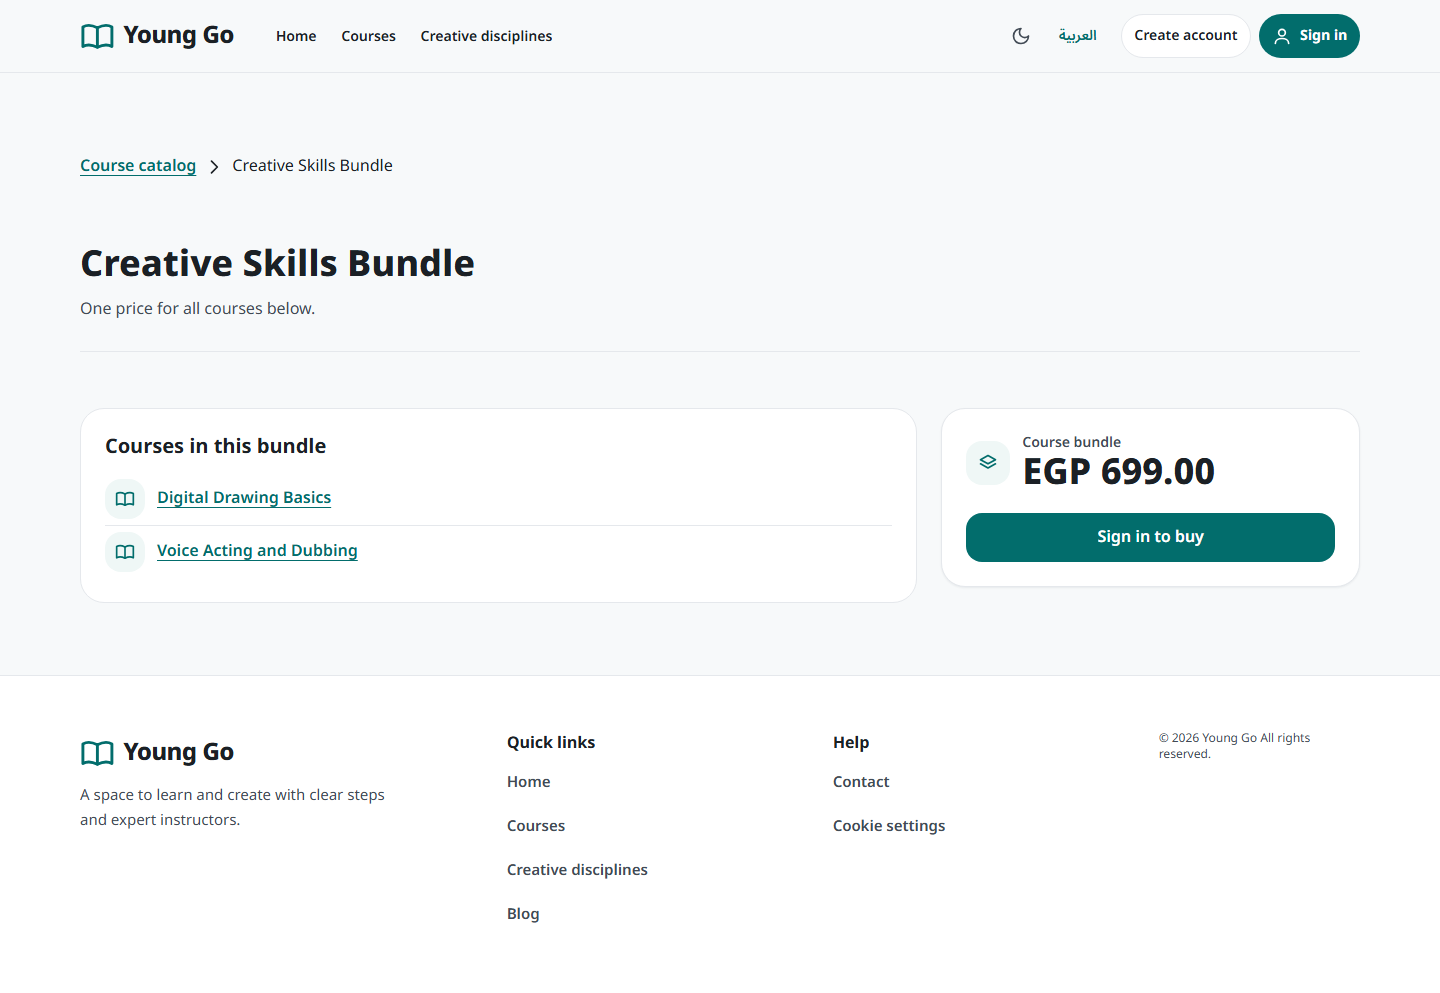 Young Go
Home
Courses
Creative disciplines
العربية
Create account
Sign in
Course catalog
Creative Skills Bundle
Creative Skills Bundle
One price for all courses below.
Courses in this bundle
Digital Drawing Basics
Voice Acting and Dubbing
Course bundle
EGP 699.00
Sign in to buy
Young Go
A space to learn and create with clear steps
and expert instructors.
Quick links
Home
Courses
Creative disciplines
Blog
Help
Contact
Cookie settings
© 2026 Young Go All rights
reserved.